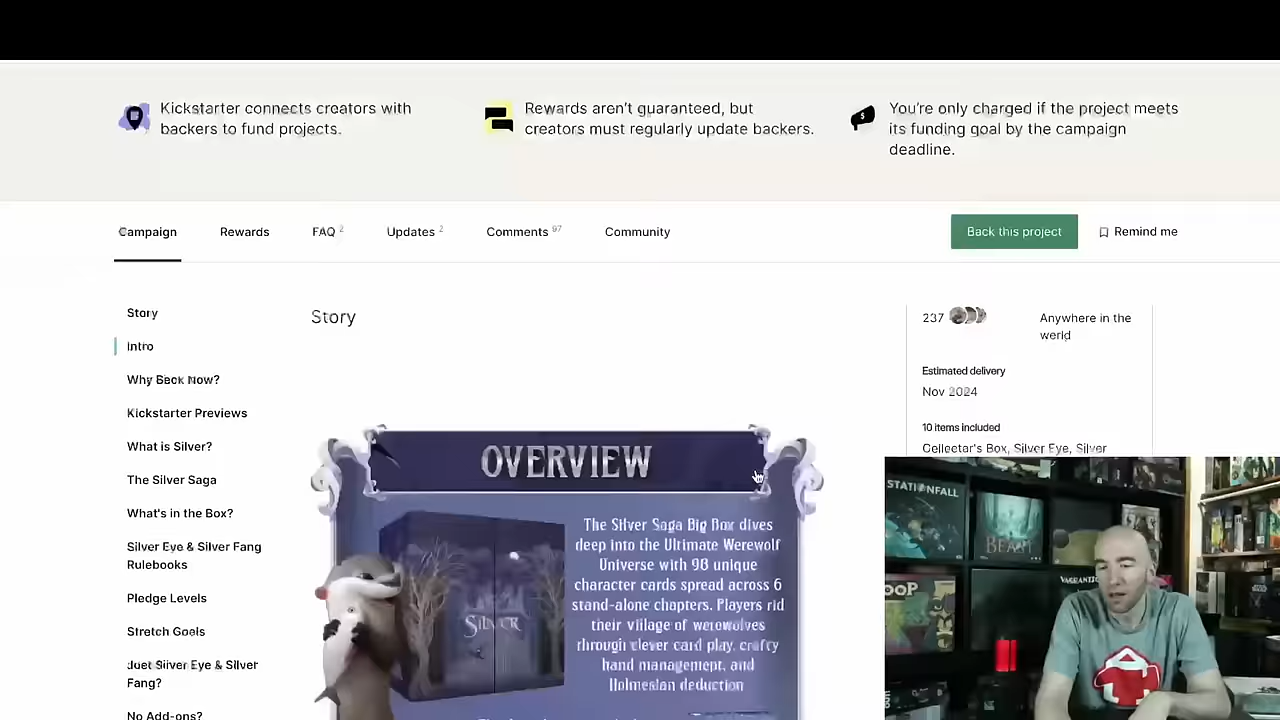 Kickstarter connects creators with
backers to fund projects.
Rewards aren't guaranteed, but
creators must regularly update backers.
You're only charged if the project meets
its funding goal by the campaign
deadline.
Campaign
Rewards
FAQ 2
Updates 2
Comments 97
Community
Back this project
Remind me
Story
Intro
Why Back Now?
Kickstarter Previews
What is Silver?
The Silver Saga
What's in the Box?
Silver Eye & Silver Fang
Rulebooks
Pledge Levels
Stretch Goals
Just Silver Eye & Silver
Fang?
No Add-ons?
Story
OVERVIEW
The Silver Saga Big Box dives
deep into the Ultimate Werewolf
Universe with 98 unique
character cards spread across 6
stand-alone chapters. Players rid
their village of werewolves
through clever card play, crafty
hand management, and
Holmesian deduction
SILVER
237
Anywhere in the
world
Estimated delivery
Nov 2024
10 items included
Collector's Box, Silver Eye, Silver
STATIONFALL
BEAST